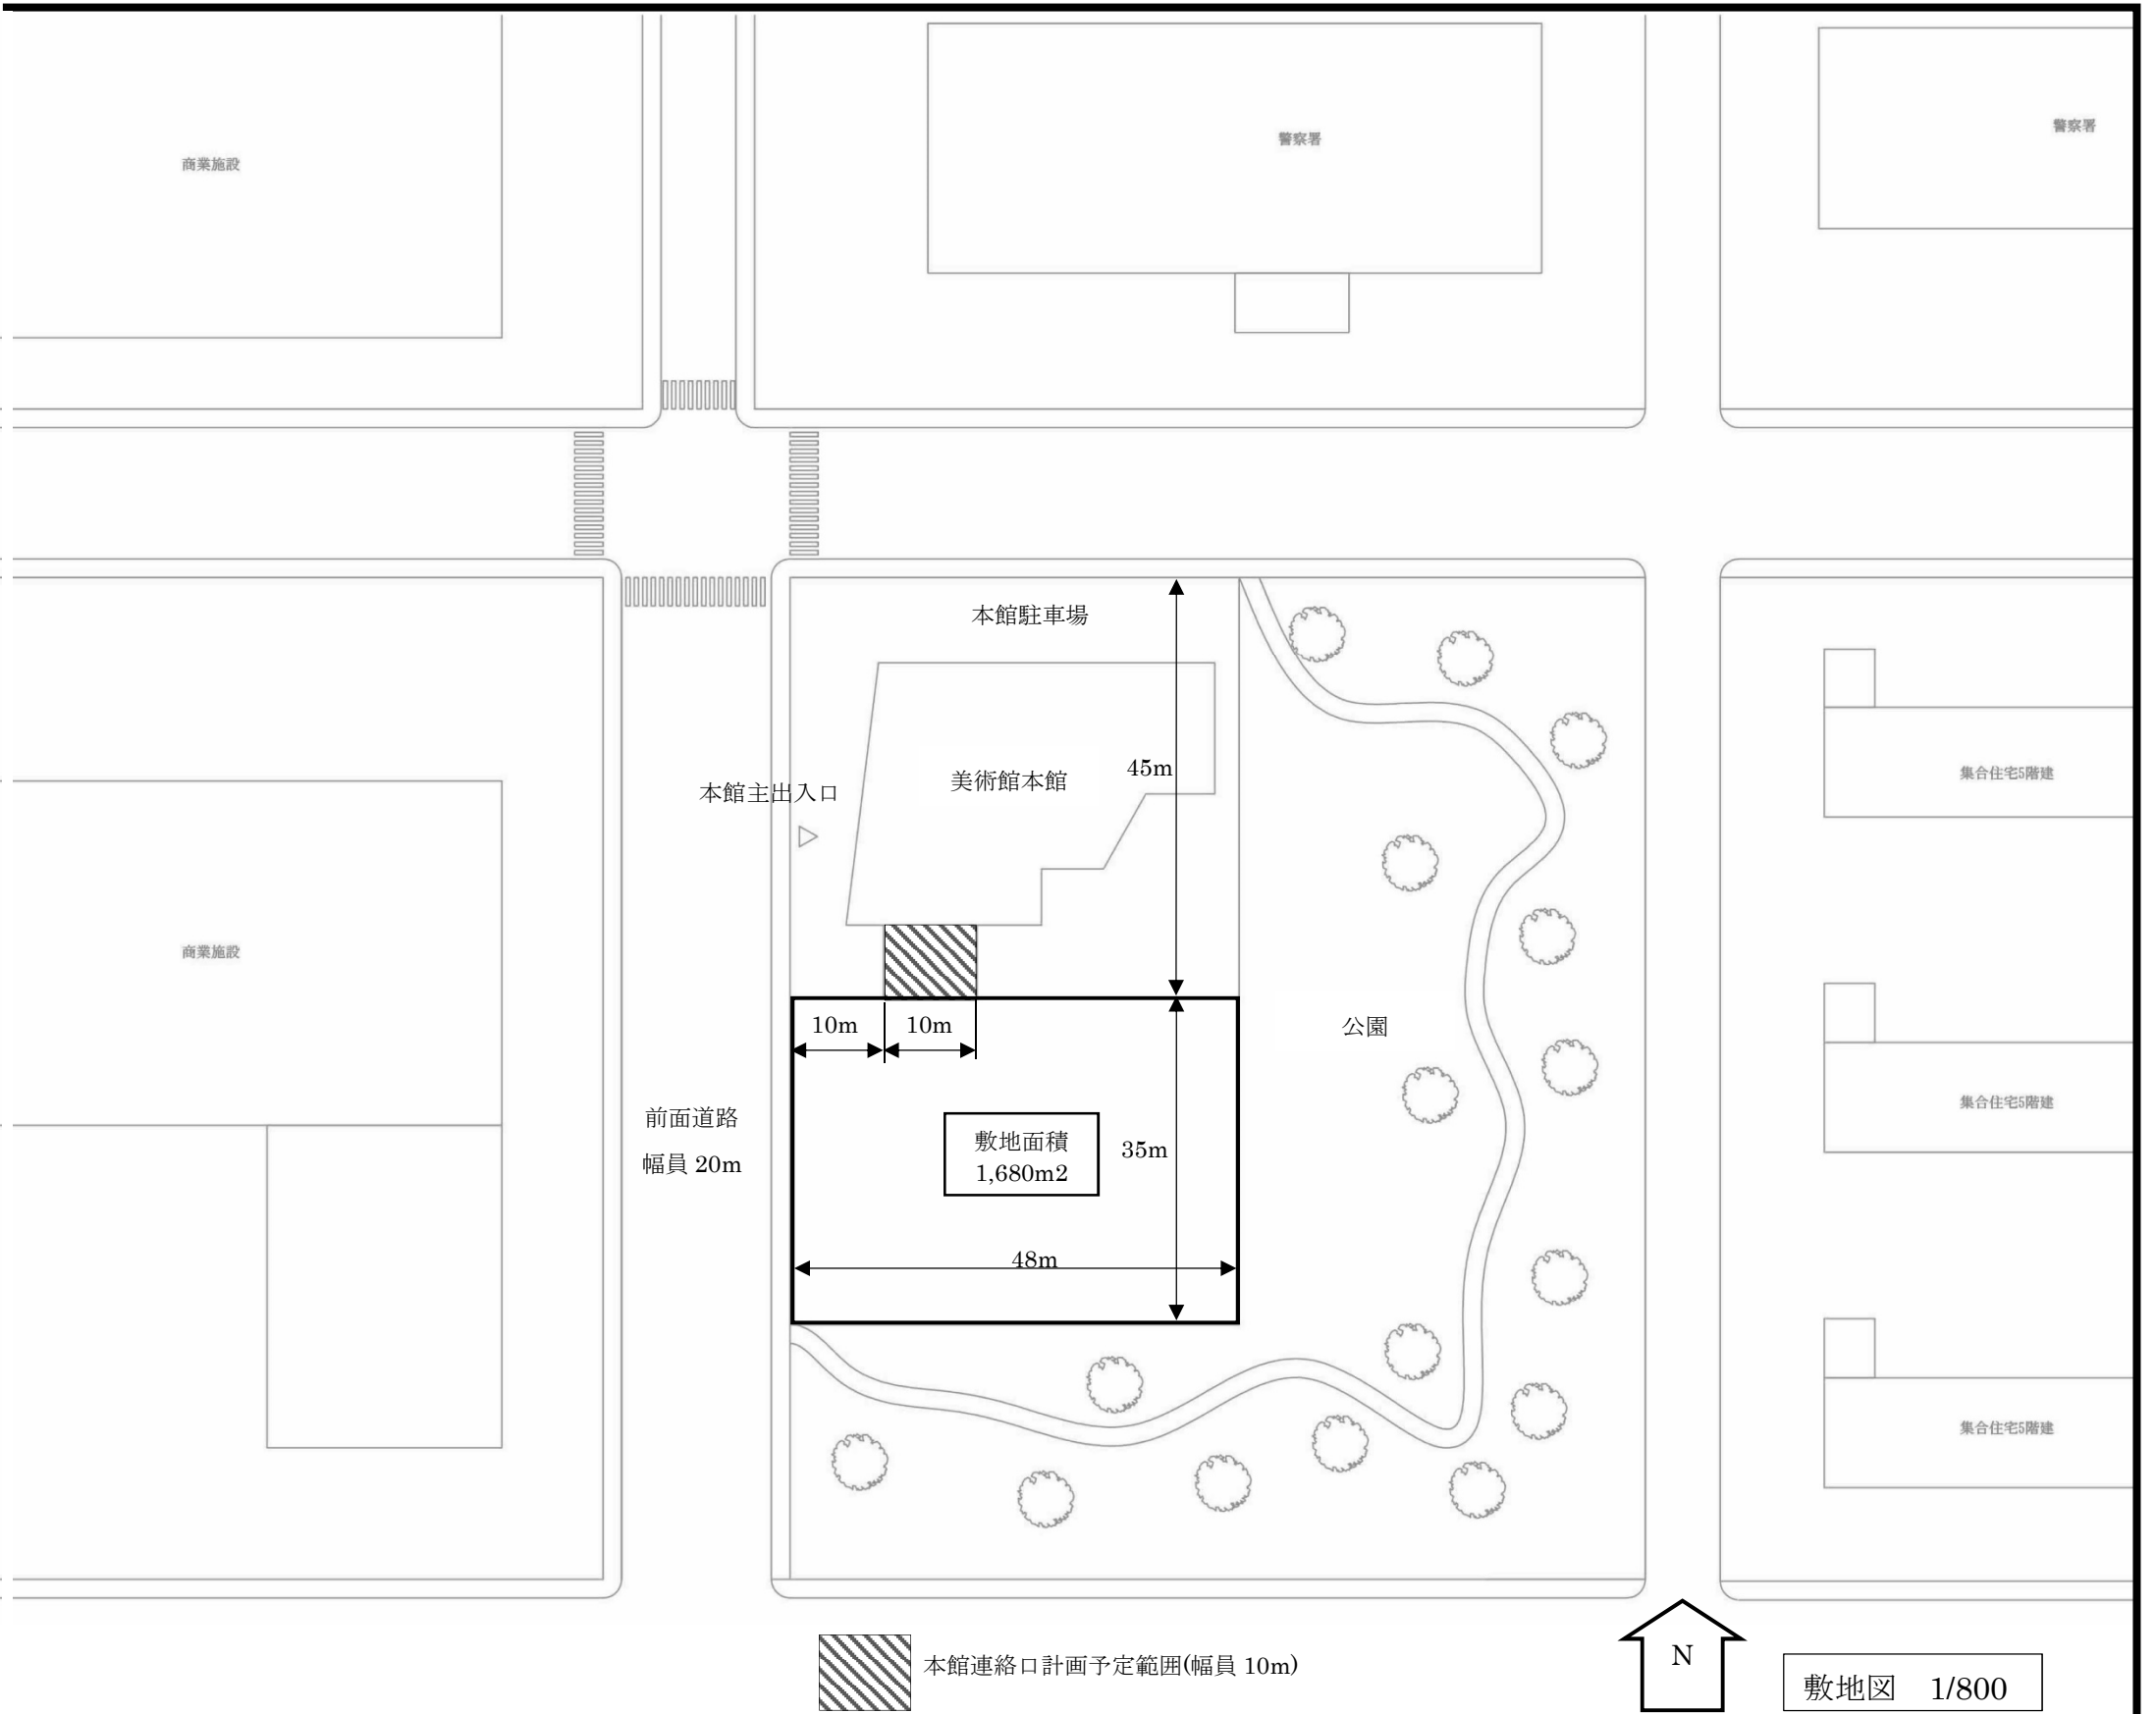 警察署
警察署
商業施設
本館駐車場
45m
美術館本館
本館主出入口
集合住宅5階建
商業施設
10m
10m
公園
前面道路
幅員 20m
敷地面積
1,680m2
35m
集合住宅5階建
48m
集合住宅5階建
本館連絡口計画予定範囲(幅員 10m)
N
敷地図 1/800